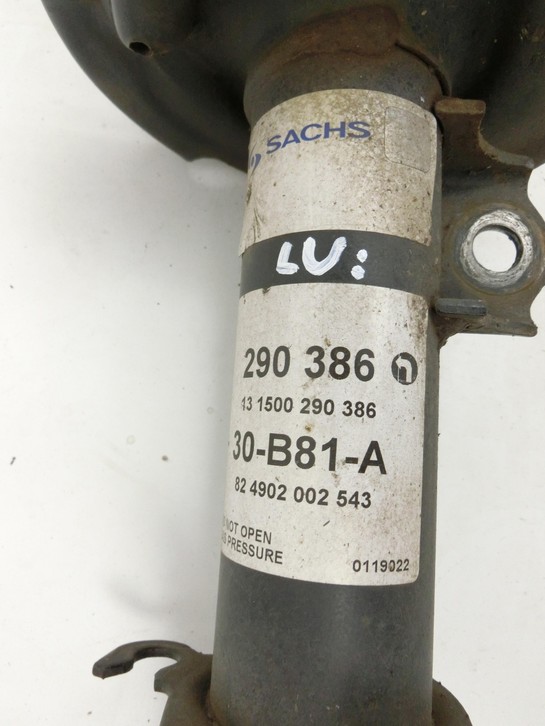 SACHS
LU:
290 386
13 1500 290 386
30-B81-A
82 4902 002 543
NOT OPEN
PRESSURE
0119022